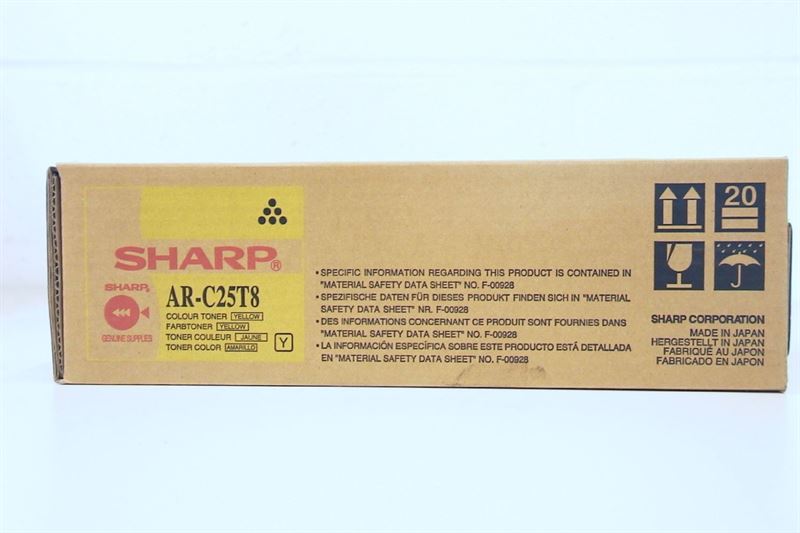 SHARP®
SHARP®
GENUINE SUPPLIES
AR-C25T8
COLOUR TONER YELLOW
FARBTONER YELLOW
TONER COULEUR JAUNE
TONER COLOR AMARILLO
Y
• SPECIFIC INFORMATION REGARDING THIS PRODUCT IS CONTAINED IN
"MATERIAL SAFETY DATA SHEET" NO. F-00928
• SPEZIFISCHE DATEN FÜR DIESES PRODUKT FINDEN SICH IN "MATERIAL
SAFETY DATA SHEET" NR. F-00928
• DES INFORMATIONS CONCERNANT CE PRODUIT SONT FOURNIES DANS
"MATERIAL SAFETY DATA SHEET" NO. F-00928
• LA INFORMACIÓN ESPECÍFICA SOBRE ESTE PRODUCTO ESTÁ DETALLADA
EN "MATERIAL SAFETY DATA SHEET" NO. F-00928
20
SHARP CORPORATION
MADE IN JAPAN
HERGESTELLT IN JAPAN
FABRIQUÉ AU JAPON
FABRICADO EN JAPON